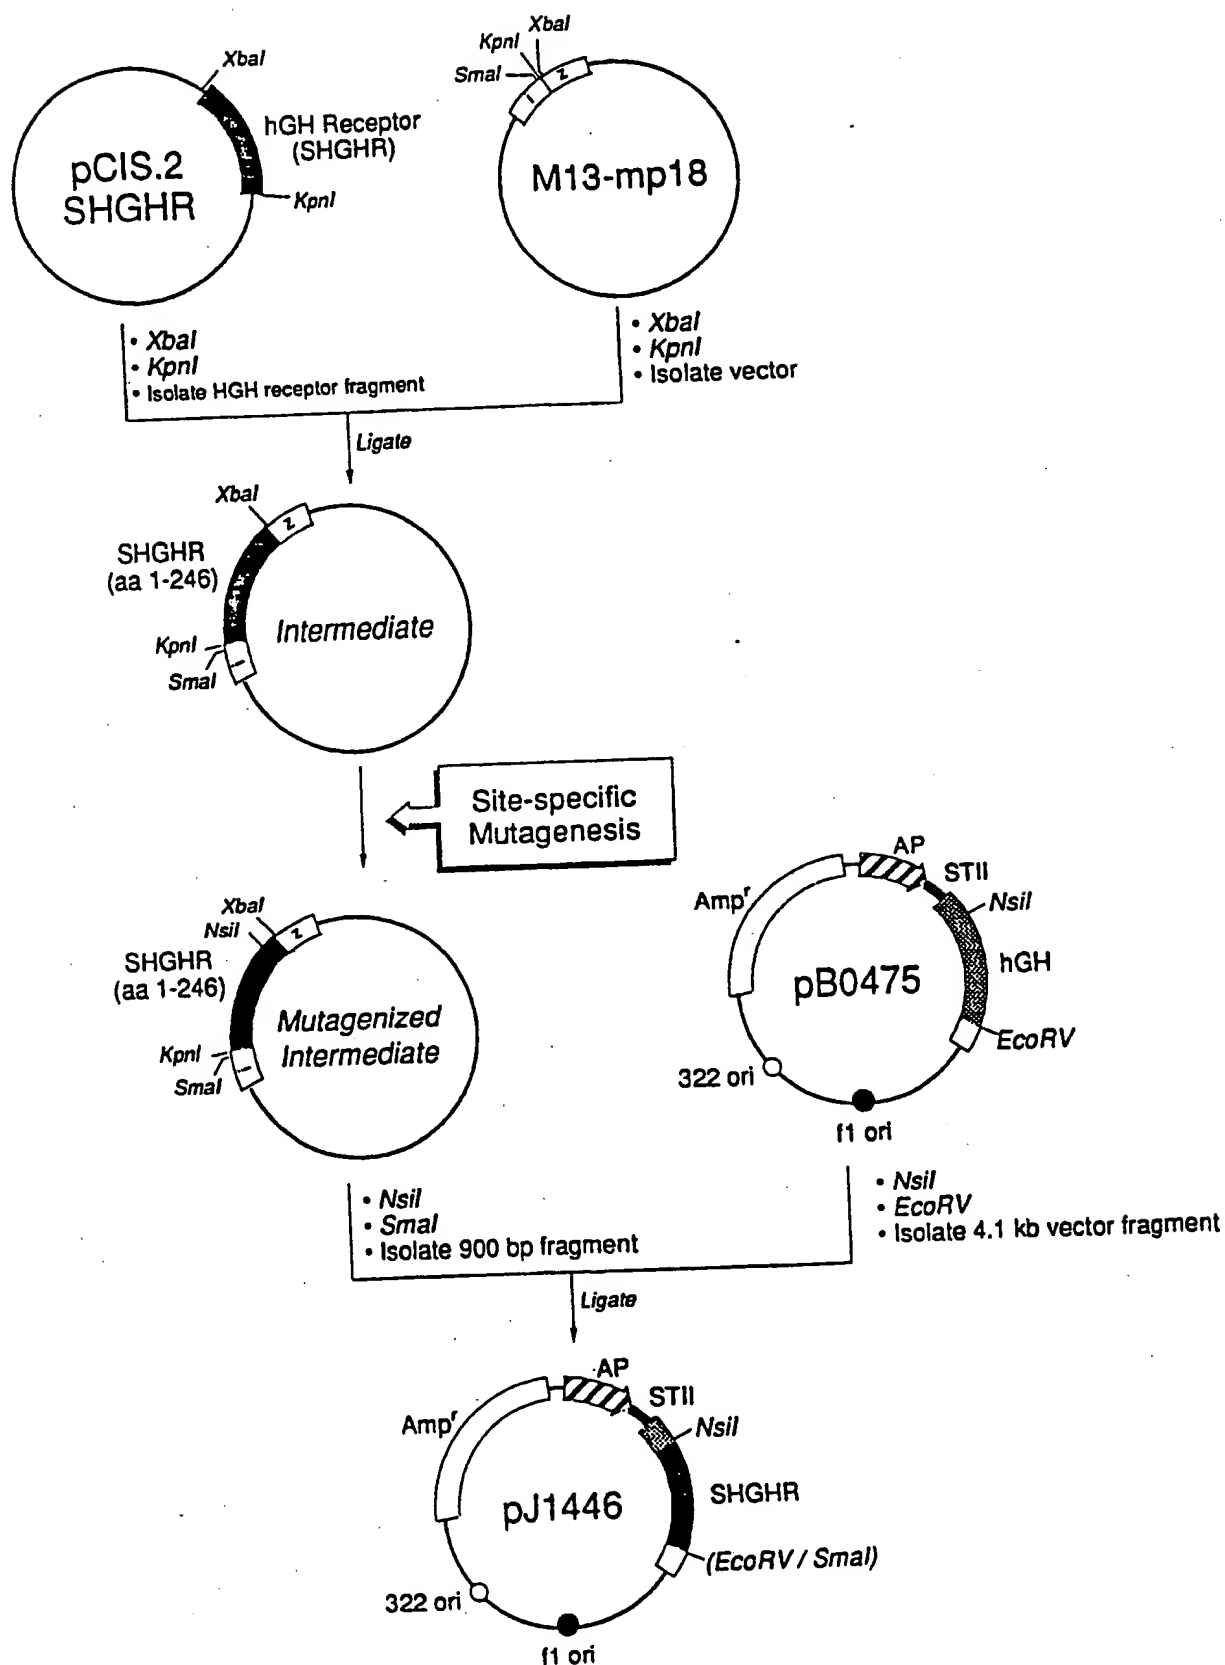 XbaI
hGH Receptor
(SHGHR)
pCIS.2
SHGHR
KpnI
XbaI
KpnI
SmaI
I
Z
M13-mp18
• XbaI
• KpnI
• Isolate HGH receptor fragment
• XbaI
• KpnI
• Isolate vector
Ligate
XbaI
Z
SHGHR
(aa 1-246)
Intermediate
KpnI
SmaI
I
Site-specific
Mutagenesis
XbaI
NsiI
Z
SHGHR
(aa 1-246)
Mutagenized
Intermediate
KpnI
SmaI
I
AP
STII
Ampʳ
NsiI
hGH
pB0475
EcoRV
322 ori
f1 ori
• NsiI
• SmaI
• Isolate 900 bp fragment
• NsiI
• EcoRV
• Isolate 4.1 kb vector fragment
Ligate
AP
STII
Ampʳ
NsiI
pJ1446
SHGHR
(EcoRV / SmaI)
322 ori
f1 ori